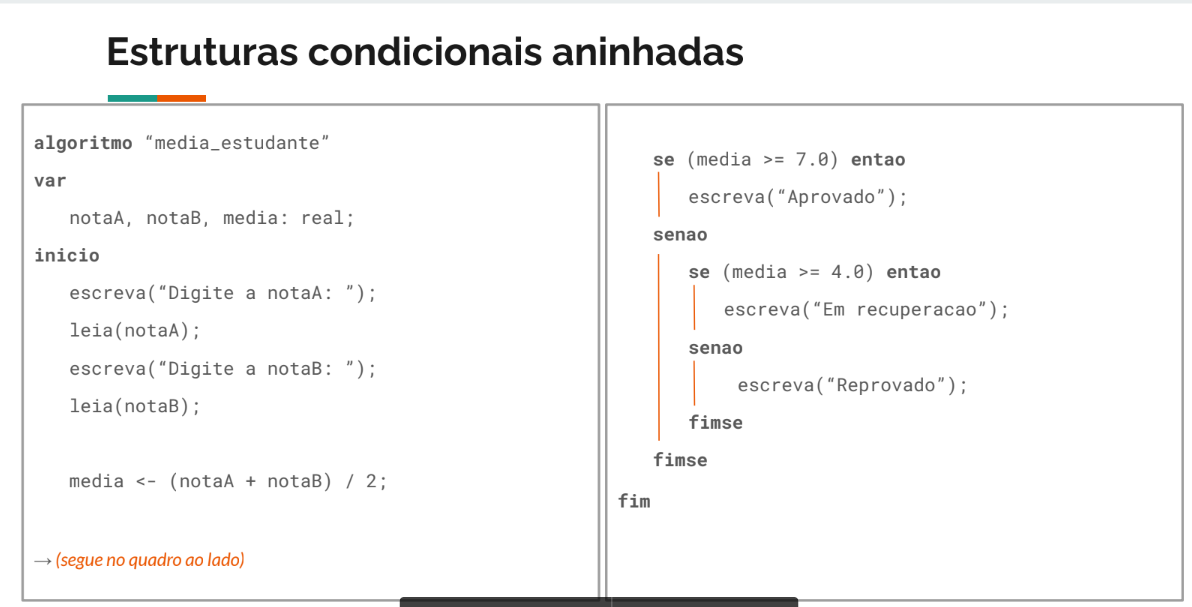 Estruturas condicionais aninhadas
algoritmo “media_estudante”
var
notaA, notaB, media: real;
inicio
escreva(“Digite a notaA: ”);
leia(notaA);
escreva(“Digite a notaB: ”);
leia(notaB);
media <- (notaA + notaB) / 2;
→ (segue no quadro ao lado)
se (media >= 7.0) entao
escreva(“Aprovado”);
senao
se (media >= 4.0) entao
escreva(“Em recuperacao”);
senao
escreva(“Reprovado”);
fimse
fimse
fim